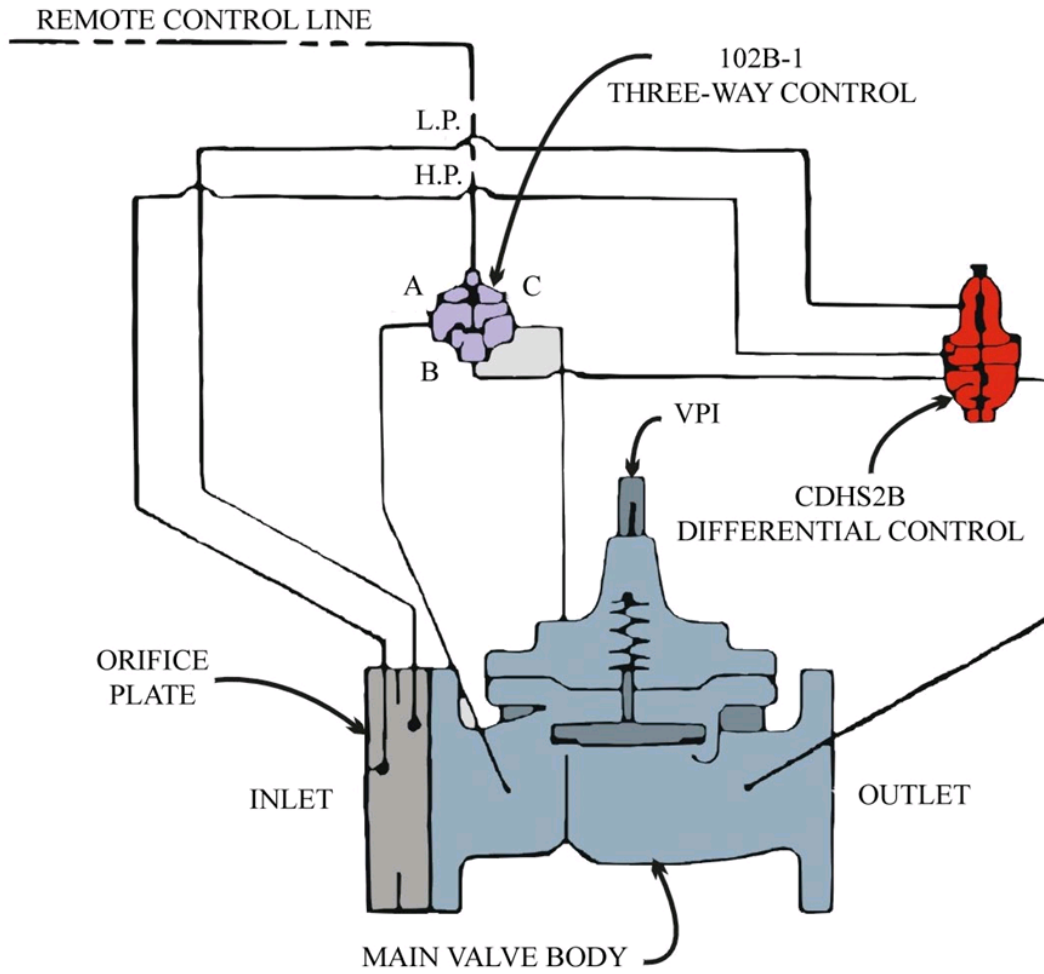 REMOTE CONTROL LINE
102B-1
THREE-WAY CONTROL
L.P.
H.P.
A
C
B
VPI
CDHS2B
DIFFERENTIAL CONTROL
ORIFICE
PLATE
INLET
OUTLET
MAIN VALVE BODY